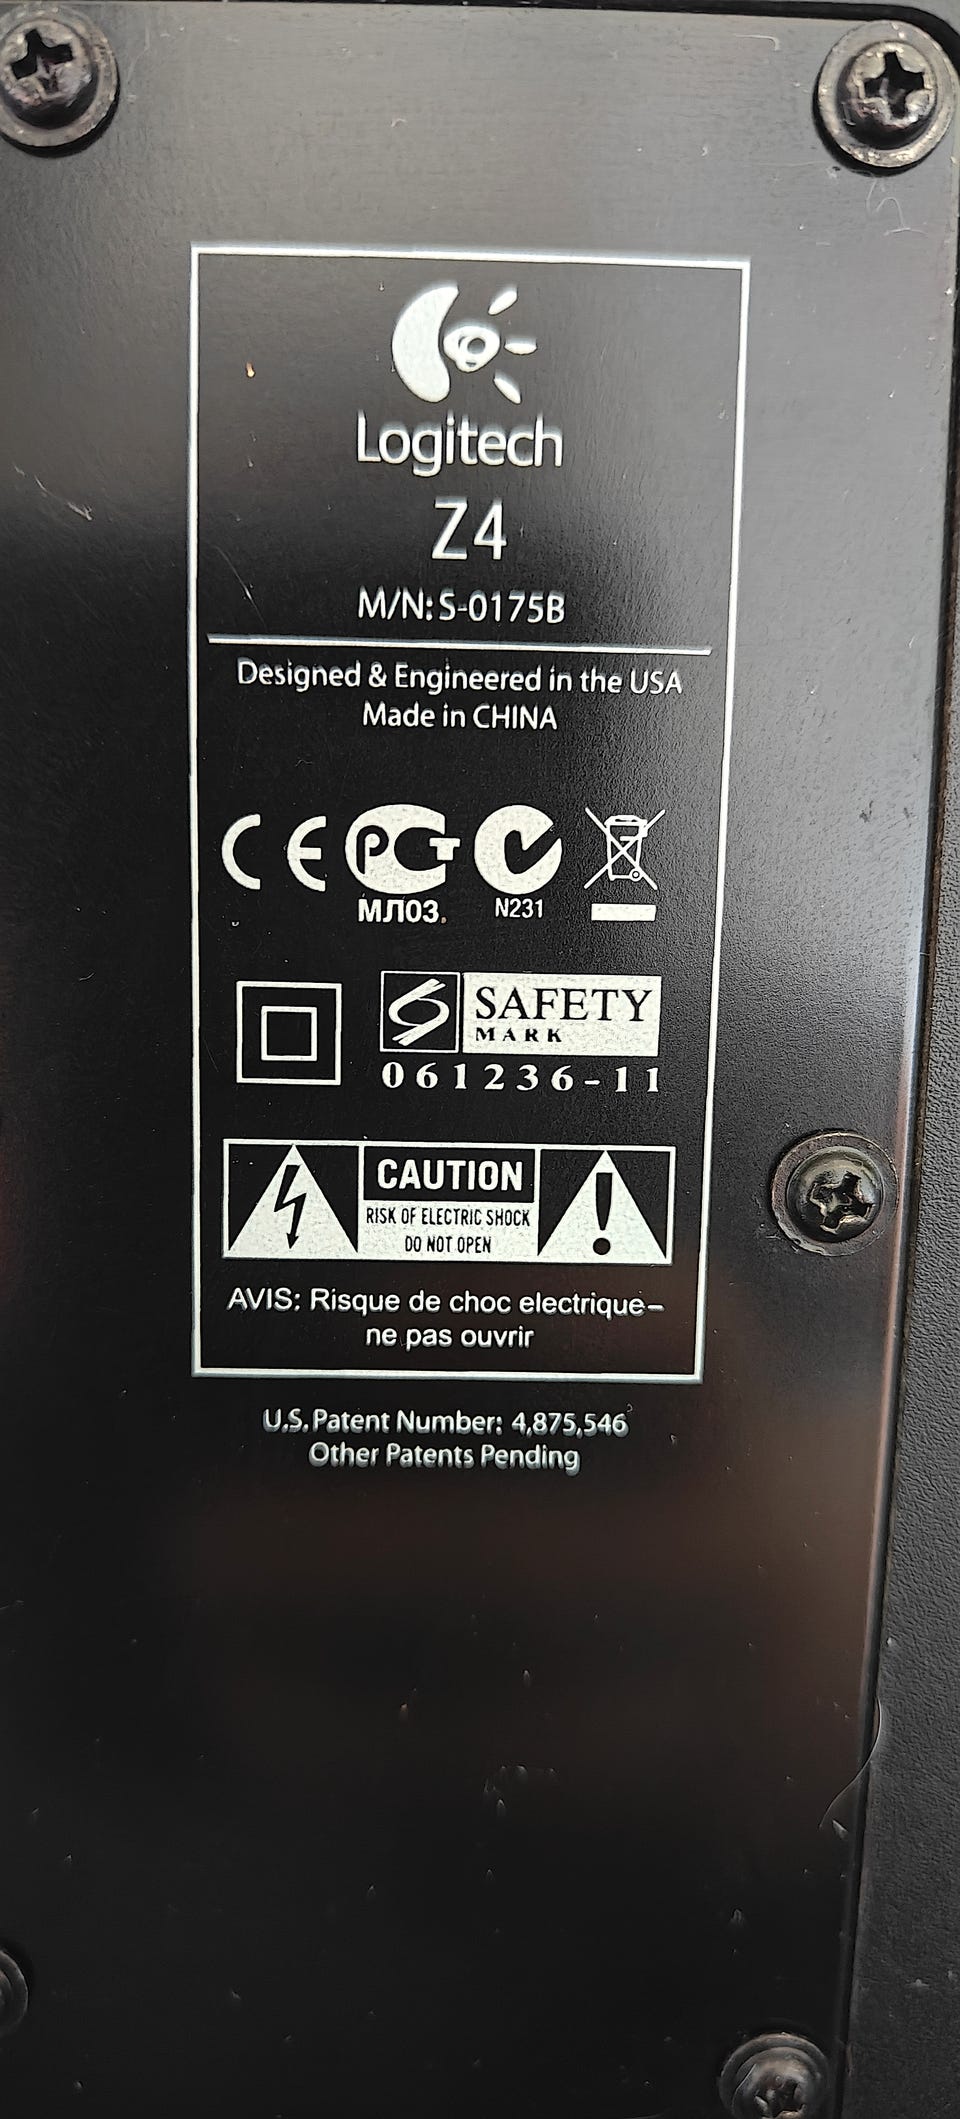 Logitech
Z4
M/N: S-0175B
Designed & Engineered in the USA
Made in CHINA
CE PCT
МЛ03. N231
SAFETY
MARK
061236-11
CAUTION
RISK OF ELECTRIC SHOCK
DO NOT OPEN
AVIS: Risque de choc electrique–
ne pas ouvrir
U.S. Patent Number: 4,875,546
Other Patents Pending